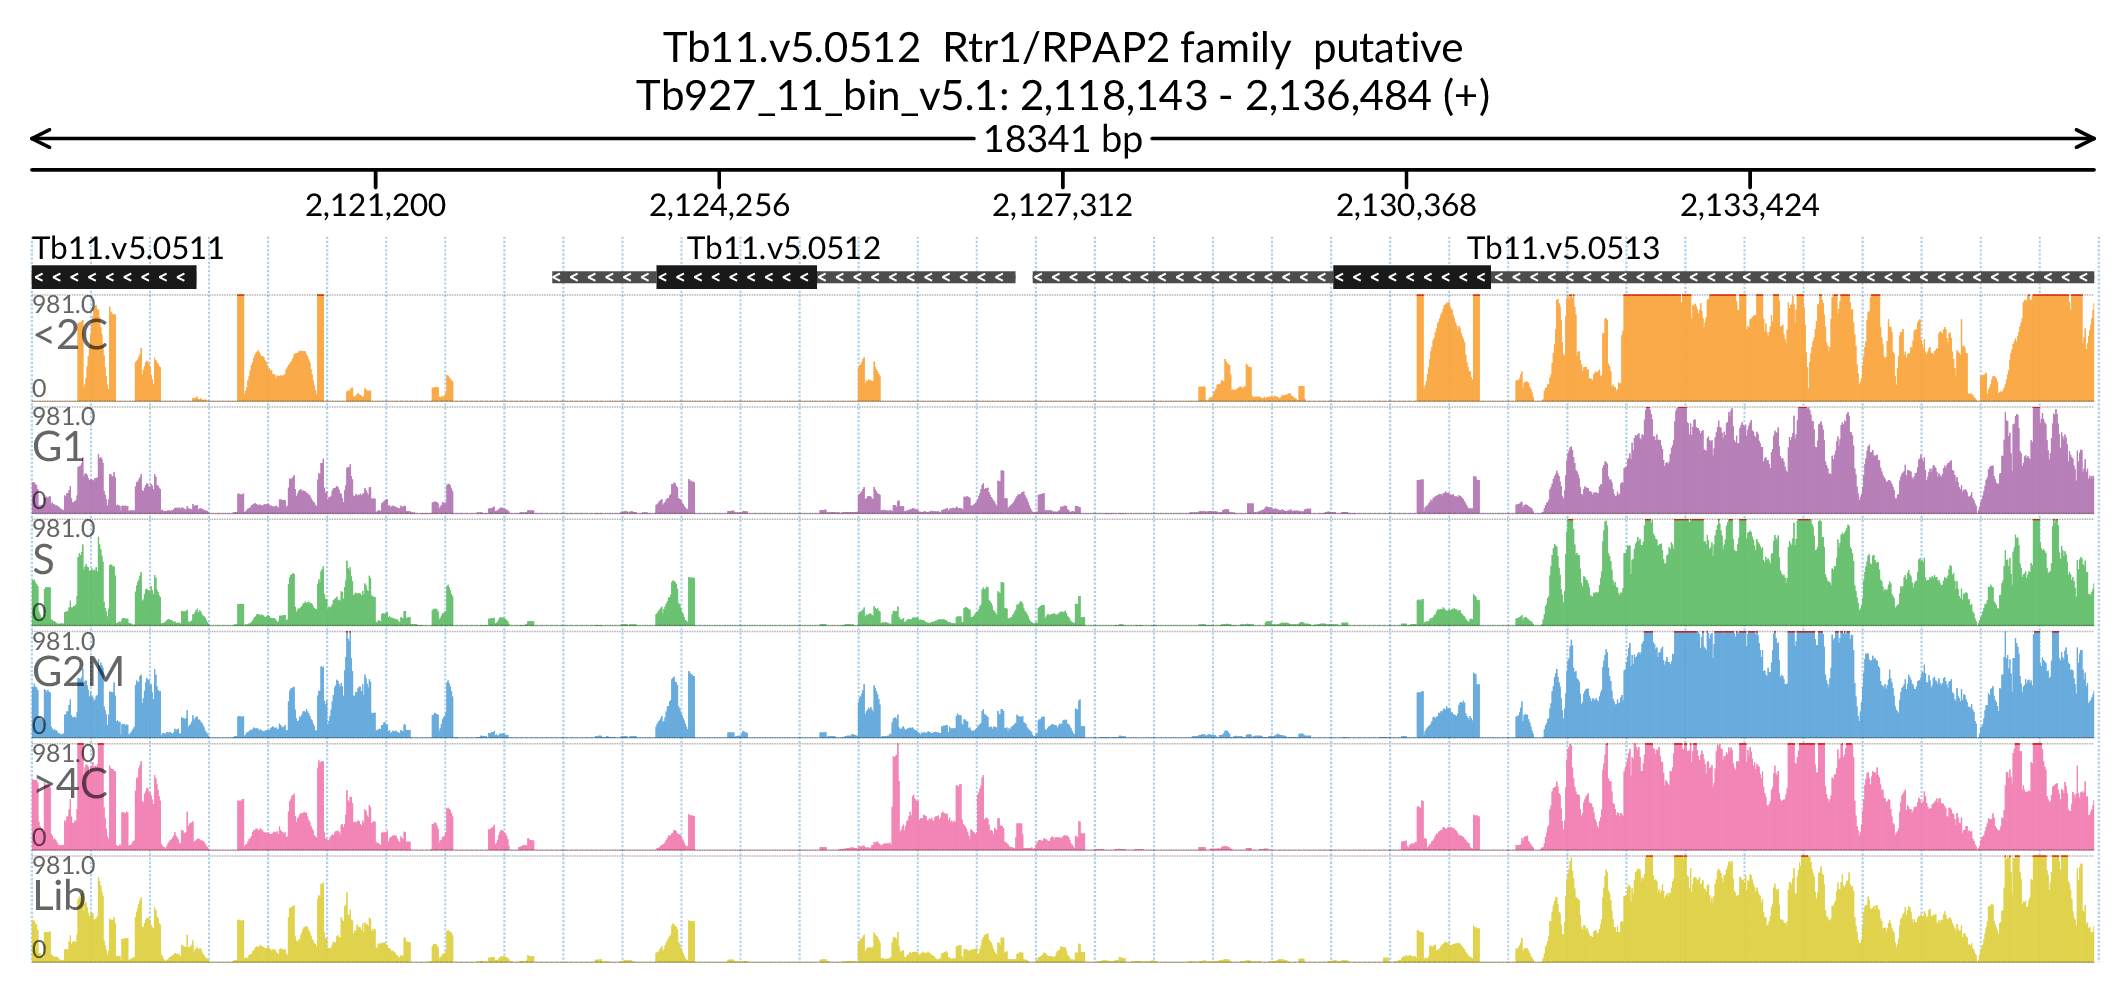 Tb11.v5.0512  Rtr1/RPAP2 family  putative
Tb927_11_bin_v5.1: 2,118,143 - 2,136,484 (+)
18341 bp
2,121,200 2,124,256 2,127,312 2,130,368 2,133,424
Tb11.v5.0511 Tb11.v5.0512 Tb11.v5.0513
981.0
<2C
0
981.0
G1
0
981.0
S
0
981.0
G2M
0
981.0
>4C
0
981.0
Lib
0